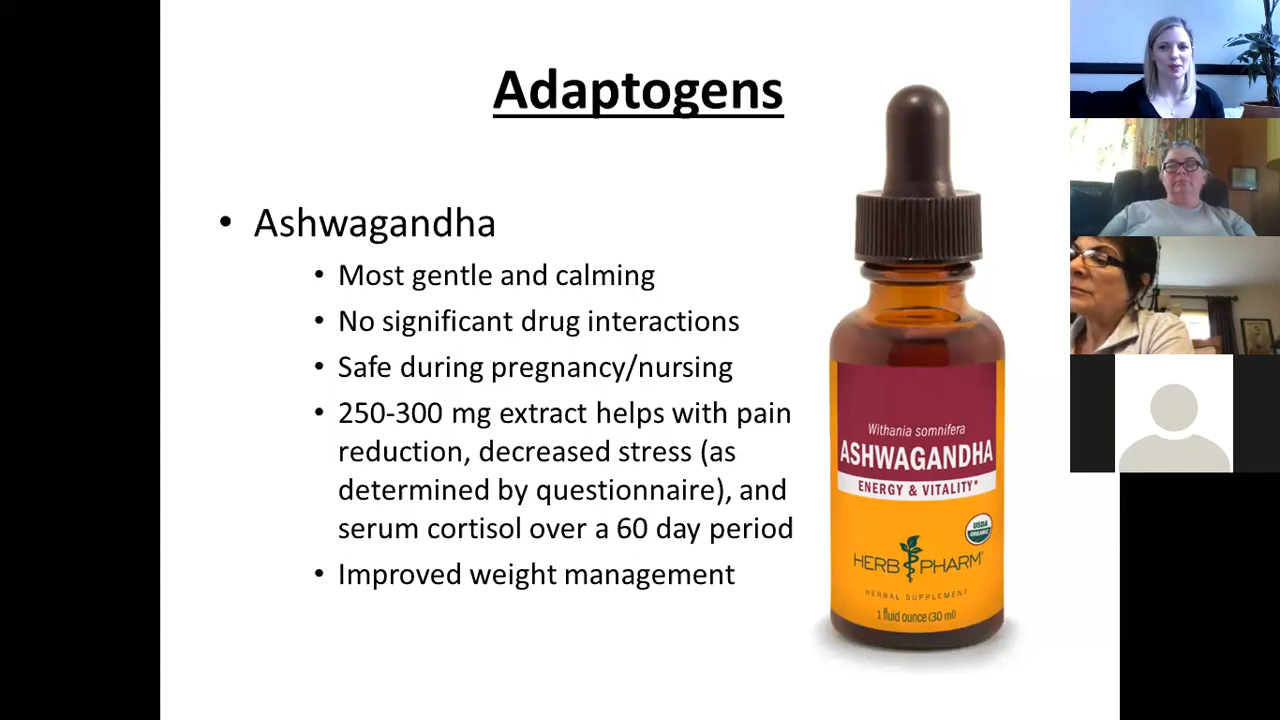 Adaptogens
• Ashwagandha
• Most gentle and calming
• No significant drug interactions
• Safe during pregnancy/nursing
• 250-300 mg extract helps with pain
reduction, decreased stress (as
determined by questionnaire), and
serum cortisol over a 60 day period
• Improved weight management
Withania somnifera
ASHWAGANDHA
ENERGY & VITALITY*
USDA
ORGANIC
HERB PHARM®
HERBAL SUPPLEMENT
1 fluid ounce (30 ml)